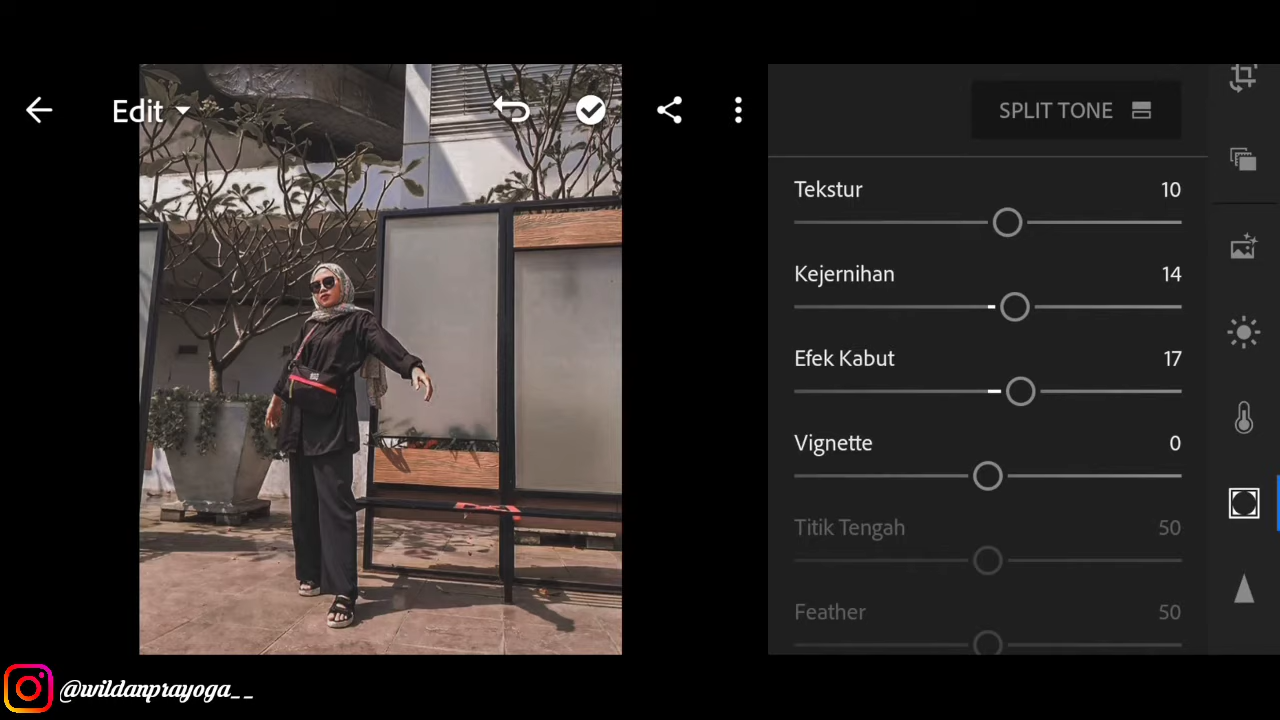 Edit
SPLIT TONE
Tekstur 10
Kejernihan 14
Efek Kabut 17
Vignette 0
Titik Tengah 50
Feather 50
@wildanprayoga__